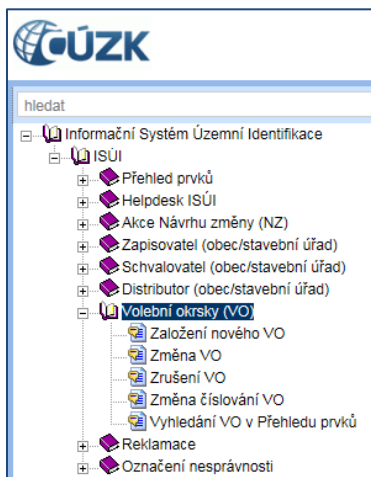 ČÚZK
hledat
Informační Systém Územní Identifikace
ISÚI
Přehled prvků
Helpdesk ISÚI
Akce Návrhu změny (NZ)
Zapisovatel (obec/stavební úřad)
Schvalovatel (obec/stavební úřad)
Distributor (obec/stavební úřad)
Volební okrsky (VO)
Založení nového VO
Změna VO
Zrušení VO
Změna číslování VO
Vyhledání VO v Přehledu prvků
Reklamace
Označení nesprávnosti